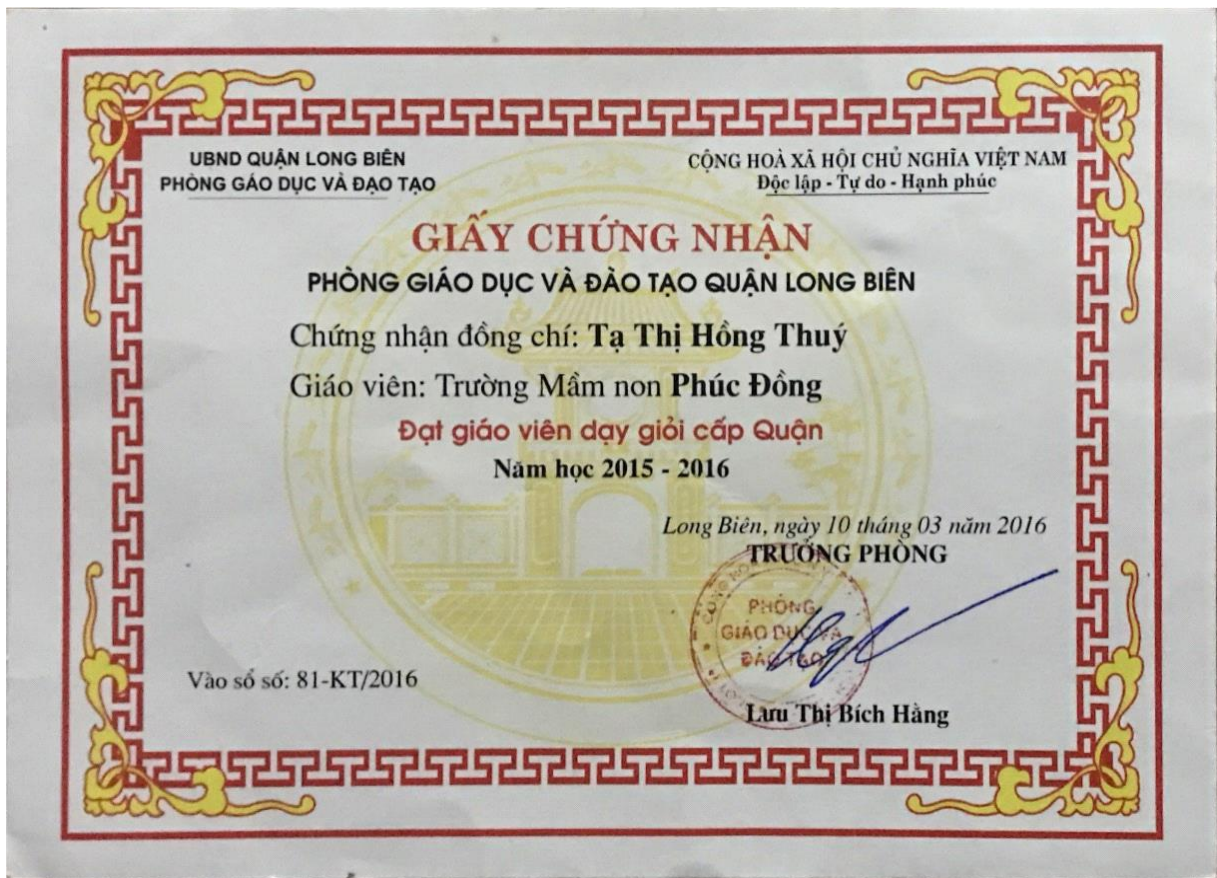 UBND QUẬN LONG BIÊN
PHÒNG GÁO DỤC VÀ ĐẠO TẠO
CỘNG HOÀ XÃ HỘI CHỦ NGHĨA VIỆT NAM
Độc lập - Tự do - Hạnh phúc
GIẤY CHỨNG NHẬN
PHÒNG GIÁO DỤC VÀ ĐÀO TẠO QUẬN LONG BIÊN
Chứng nhận đồng chí: Tạ Thị Hồng Thuý
Giáo viên: Trường Mầm non Phúc Đồng
Đạt giáo viên dạy giỏi cấp Quận
Năm học 2015 - 2016
Long Biên, ngày 10 tháng 03 năm 2016
TRƯỞNG PHÒNG
PHÒNG
GIÁO DỤC VÀ
ĐÀO TẠO
Vào sổ số: 81-KT/2016
Lưu Thị Bích Hằng